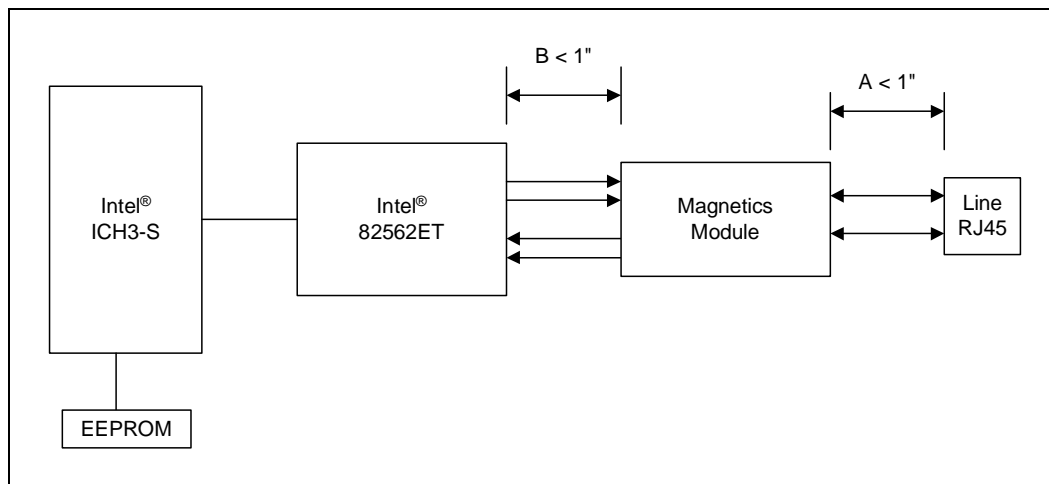 B < 1"
A < 1"
Intel®
ICH3-S
Intel®
82562ET
Magnetics
Module
Line
RJ45
EEPROM